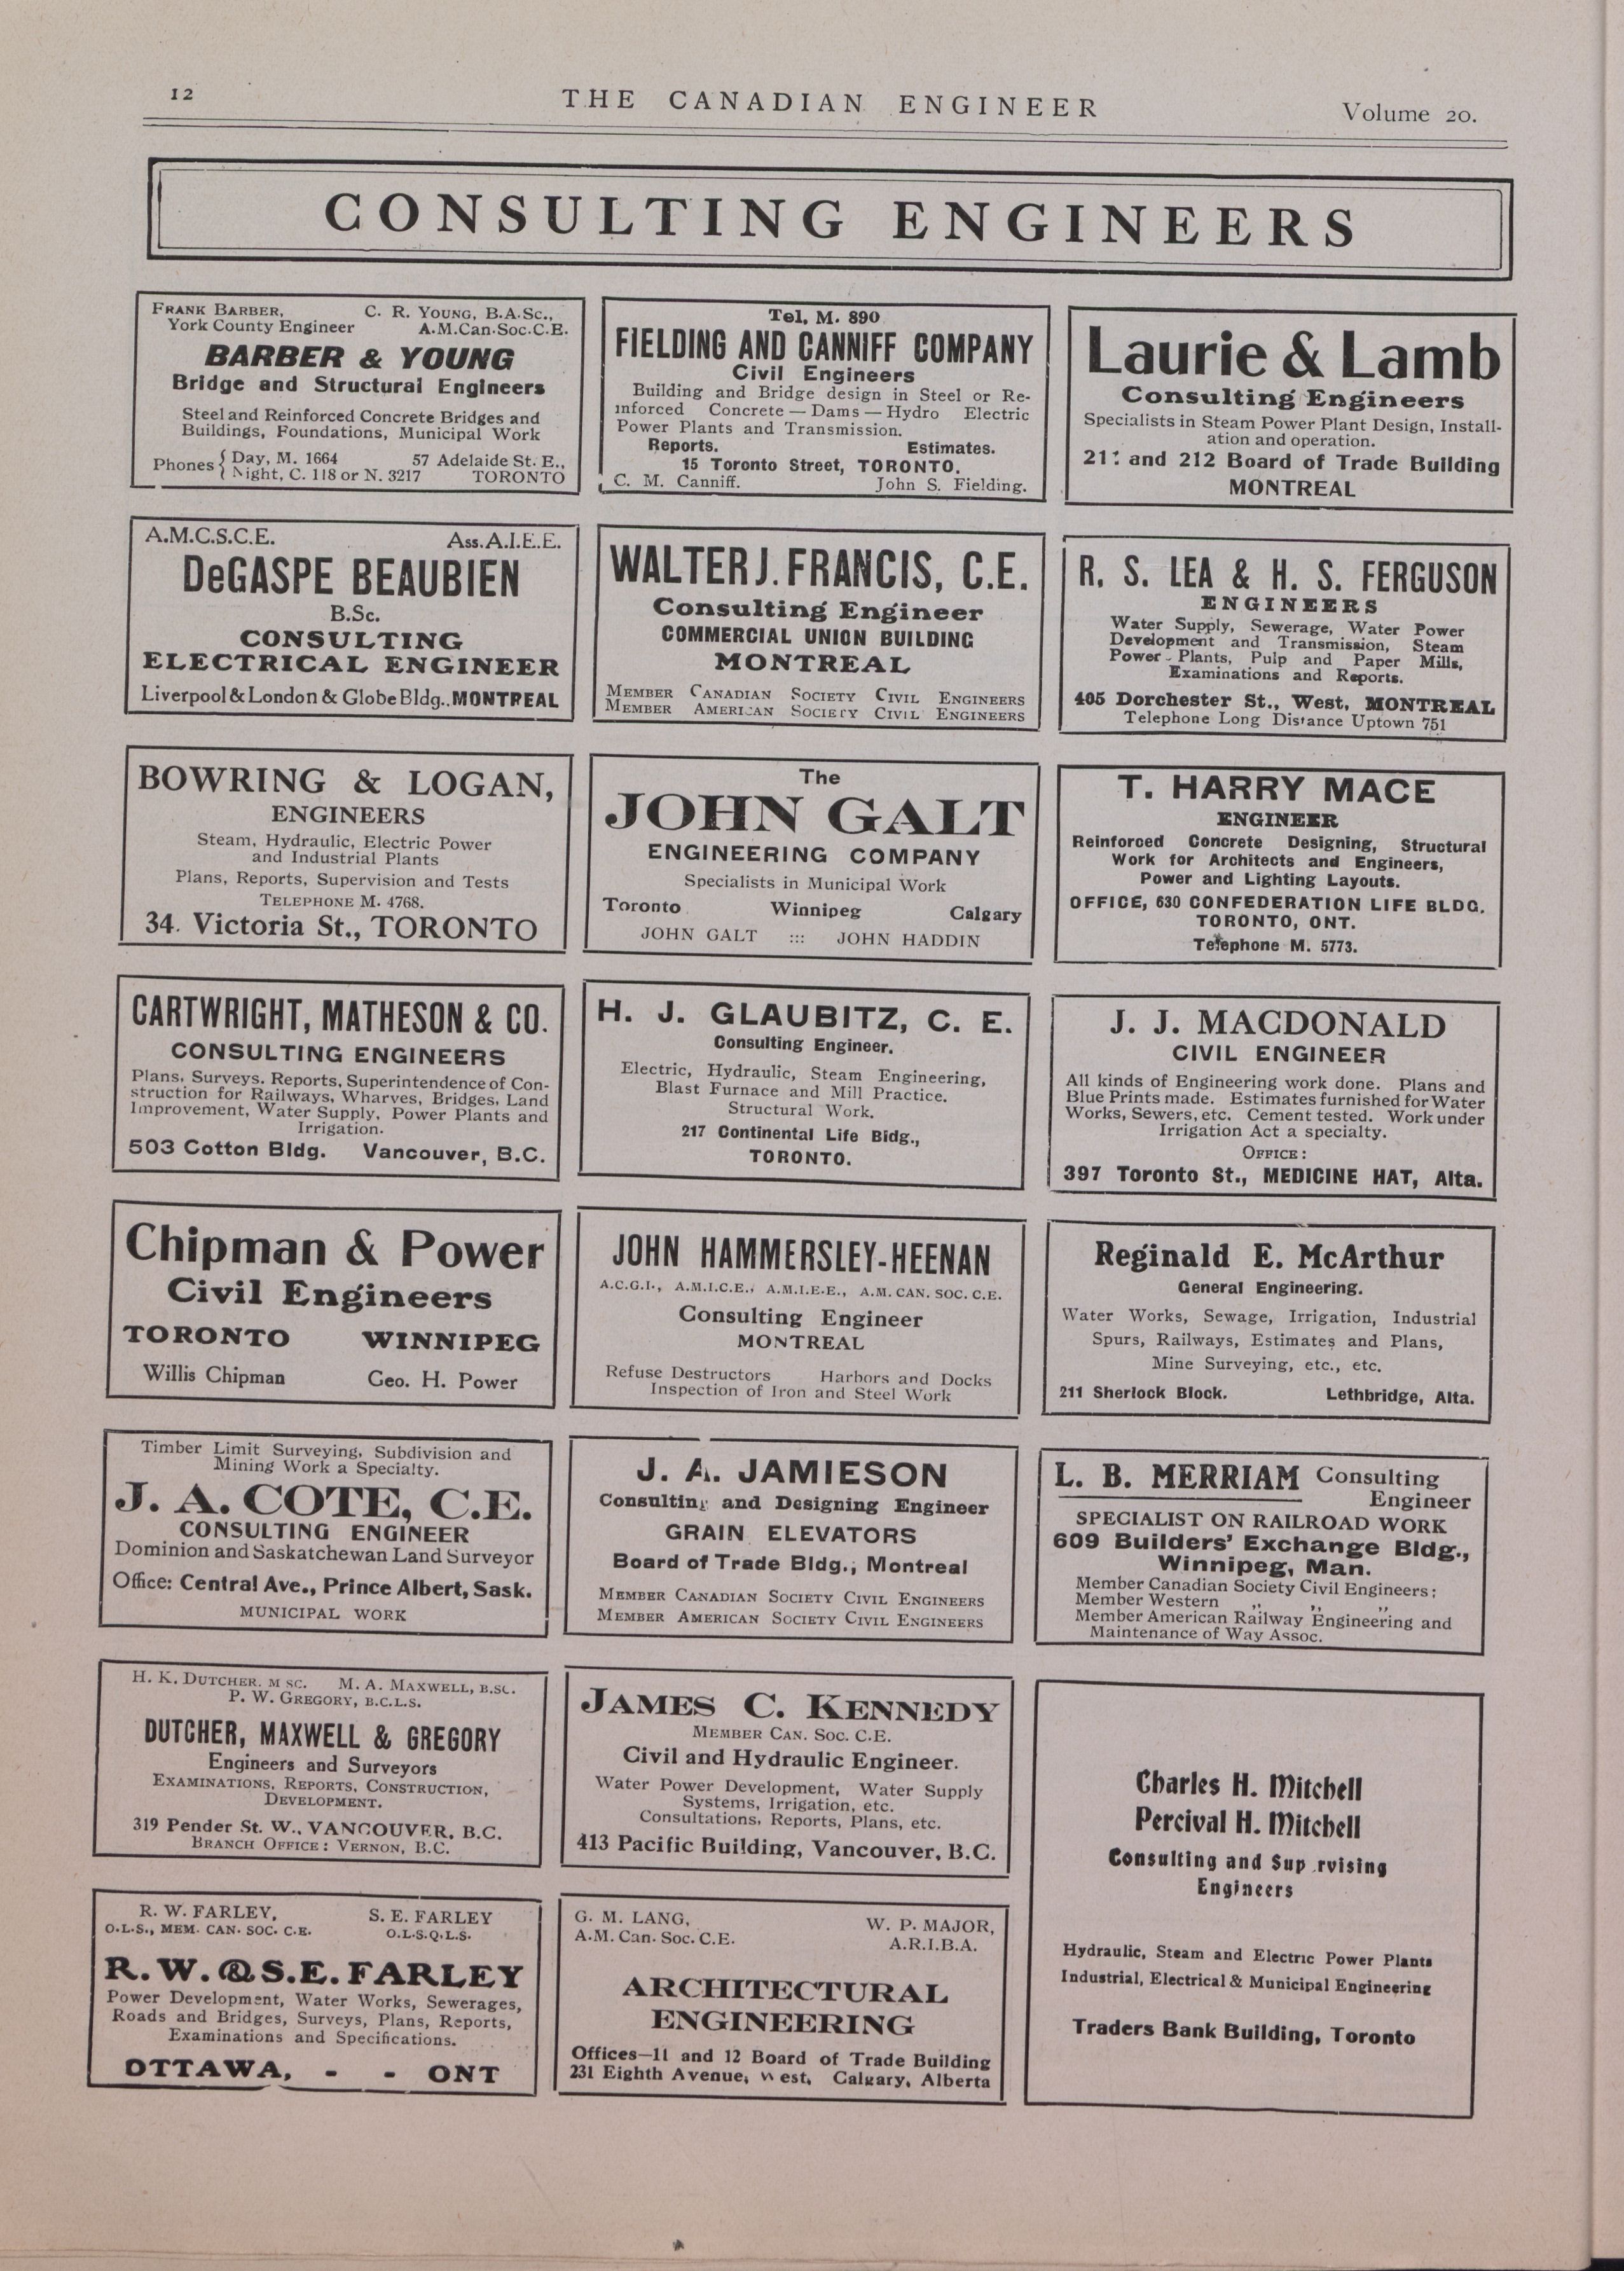 12
THE CANADIAN ENGINEER
Volume 20.
CONSULTING ENGINEERS
FRANK BARBER, C. R. YOUNG, B.A.Sc.,
York County Engineer A.M.Can.Soc.C.E.
BARBER & YOUNG
Bridge and Structural Engineers
Steel and Reinforced Concrete Bridges and
Buildings, Foundations, Municipal Work
Phones { Day, M. 1664 57 Adelaide St. E.,
Night, C. 118 or N. 3217 TORONTO
Tel, M. 890
FIELDING AND CANNIFF COMPANY
Civil Engineers
Building and Bridge design in Steel or Re-
inforced Concrete — Dams — Hydro Electric
Power Plants and Transmission.
Reports. Estimates.
15 Toronto Street, TORONTO.
C. M. Canniff. John S. Fielding.
Laurie & Lamb
Consulting Engineers
Specialists in Steam Power Plant Design, Install-
ation and operation.
and 212 Board of Trade Building
MONTREAL
A.M.C.S.C.E. Ass.A.I.E.E.
DeGASPE BEAUBIEN
B.Sc.
CONSULTING
ELECTRICAL ENGINEER
Liverpool & London & Globe Bldg., MONTREAL
WALTER J. FRANCIS, C.E.
Consulting Engineer
COMMERCIAL UNION BUILDING
MONTREAL
MEMBER CANADIAN SOCIETY CIVIL ENGINEERS
MEMBER AMERICAN SOCIETY CIVIL ENGINEERS
R. S. LEA & H. S. FERGUSON
ENGINEERS
Water Supply, Sewerage, Water Power
Development and Transmission, Steam
Power Plants, Pulp and Paper Mills,
Examinations and Reports.
405 Dorchester St., West, MONTREAL
Telephone Long Distance Uptown 751
BOWRING & LOGAN,
ENGINEERS
Steam, Hydraulic, Electric Power
and Industrial Plants
Plans, Reports, Supervision and Tests
TELEPHONE M. 4768.
34. Victoria St., TORONTO
The
JOHN GALT
ENGINEERING COMPANY
Specialists in Municipal Work
Toronto Winnipeg Calgary
JOHN GALT ::: JOHN HADDIN
T. HARRY MACE
ENGINEER
Reinforced Concrete Designing, Structural
Work for Architects and Engineers,
Power and Lighting Layouts.
OFFICE, 630 CONFEDERATION LIFE BLDG.
TORONTO, ONT.
Telephone M. 5773.
CARTWRIGHT, MATHESON & CO.
CONSULTING ENGINEERS
Plans, Surveys, Reports, Superintendence of Con-
struction for Railways, Wharves, Bridges, Land
Improvement, Water Supply, Power Plants and
Irrigation.
503 Cotton Bldg. Vancouver, B.C.
H. J. GLAUBITZ, C. E.
Consulting Engineer.
Electric, Hydraulic, Steam Engineering,
Blast Furnace and Mill Practice.
Structural Work.
217 Continental Life Bldg.,
TORONTO.
J. J. MACDONALD
CIVIL ENGINEER
All kinds of Engineering work done. Plans and
Blue Prints made. Estimates furnished for Water
Works, Sewers, etc. Cement tested. Work under
Irrigation Act a specialty.
OFFICE:
397 Toronto St., MEDICINE HAT, Alta.
Chipman & Power
Civil Engineers
TORONTO WINNIPEG
Willis Chipman Geo. H. Power
JOHN HAMMERSLEY-HEENAN
A.C.G.I., A.M.I.C.E., A.M.I.E.E., A.M. CAN. SOC. C.E.
Consulting Engineer
MONTREAL
Refuse Destructors Harbors and Docks
Inspection of Iron and Steel Work
Reginald E. McArthur
General Engineering.
Water Works, Sewage, Irrigation, Industrial
Spurs, Railways, Estimates and Plans,
Mine Surveying, etc., etc.
211 Sherlock Block. Lethbridge, Alta.
Timber Limit Surveying, Subdivision and
Mining Work a Specialty.
J. A. COTE, C.E.
CONSULTING ENGINEER
Dominion and Saskatchewan Land Surveyor
Office: Central Ave., Prince Albert, Sask.
MUNICIPAL WORK
J. A. JAMIESON
Consulting and Designing Engineer
GRAIN ELEVATORS
Board of Trade Bldg., Montreal
MEMBER CANADIAN SOCIETY CIVIL ENGINEERS
MEMBER AMERICAN SOCIETY CIVIL ENGINEERS
L. B. MERRIAM Consulting
Engineer
SPECIALIST ON RAILROAD WORK
609 Builders' Exchange Bldg.,
Winnipeg, Man.
Member Canadian Society Civil Engineers;
Member Western ,, ,, ,,
Member American Railway Engineering and
Maintenance of Way Assoc.
H. K. DUTCHER, M SC. M. A. MAXWELL, B.SC.
P. W. GREGORY, B.C.L.S.
DUTCHER, MAXWELL & GREGORY
Engineers and Surveyors
EXAMINATIONS, REPORTS, CONSTRUCTION,
DEVELOPMENT.
319 Pender St. W., VANCOUVER, B.C.
BRANCH OFFICE: VERNON, B.C.
JAMES C. KENNEDY
MEMBER CAN. SOC. C.E.
Civil and Hydraulic Engineer.
Water Power Development, Water Supply
Systems, Irrigation, etc.
Consultations, Reports, Plans, etc.
413 Pacific Building, Vancouver, B.C.
Charles H. Mitchell
Percival H. Mitchell
Consulting and Sup rvising
Engineers
Hydraulic, Steam and Electric Power Plants
Industrial, Electrical & Municipal Engineering
Traders Bank Building, Toronto
R. W. FARLEY, S. E. FARLEY
O.L.S., MEM. CAN. SOC. C.E. O.L.S.Q.L.S.
R.W. & S.E. FARLEY
Power Development, Water Works, Sewerages,
Roads and Bridges, Surveys, Plans, Reports,
Examinations and Specifications.
OTTAWA, - - ONT
G. M. LANG, W. P. MAJOR,
A.M. Can. Soc. C.E. A.R.I.B.A.
ARCHITECTURAL
ENGINEERING
Offices—11 and 12 Board of Trade Building
231 Eighth Avenue, West, Calgary, Alberta